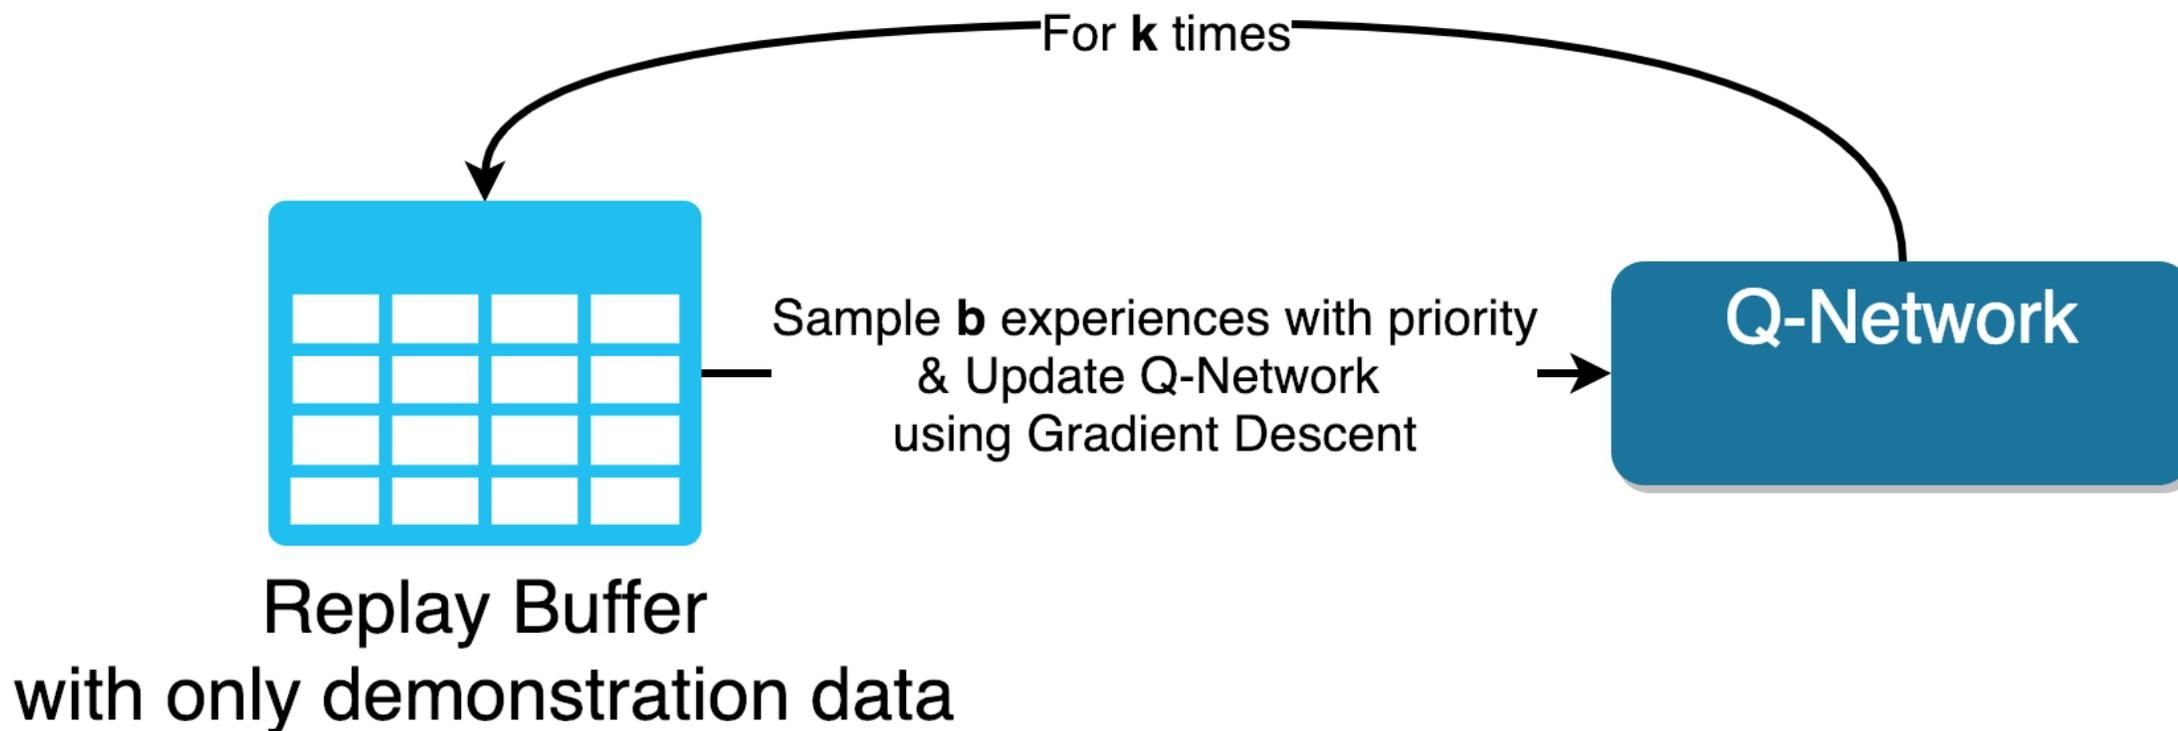 For k times
Sample b experiences with priority
& Update Q-Network
using Gradient Descent
Q-Network
Replay Buffer
with only demonstration data